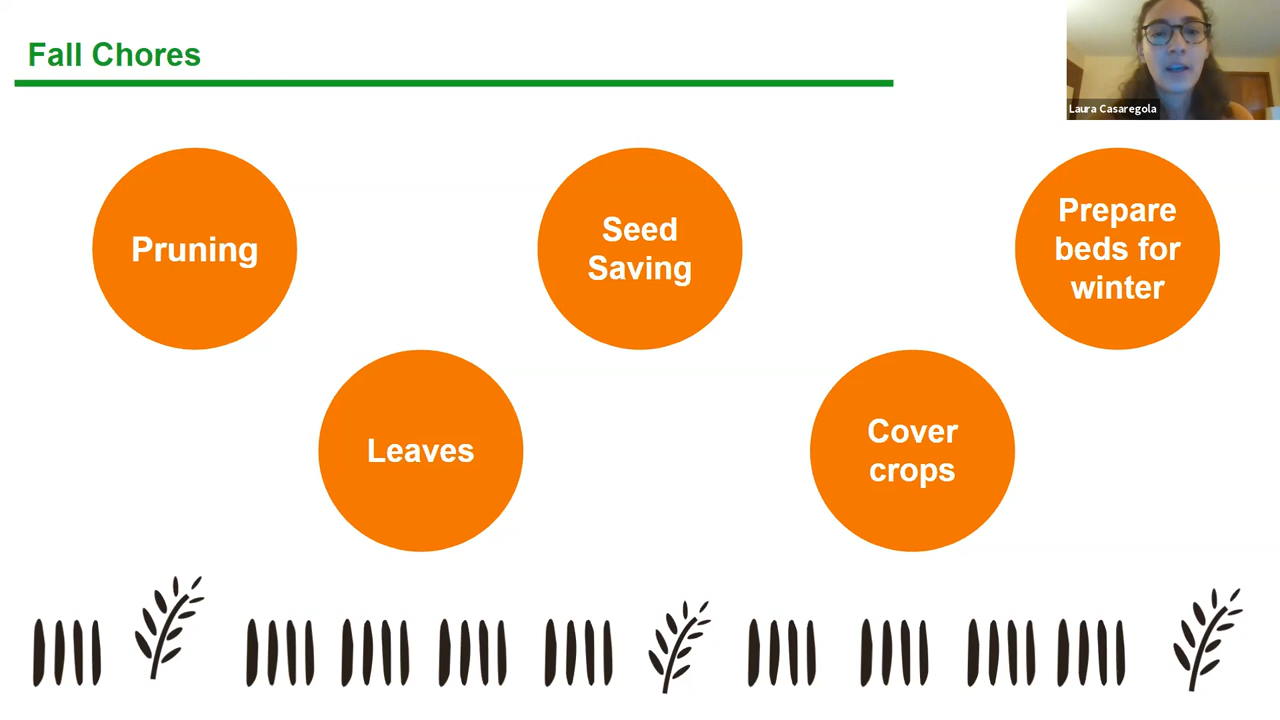 Fall Chores
Laura Casaregola
Pruning
Seed
Saving
Prepare
beds for
winter
Leaves
Cover
crops